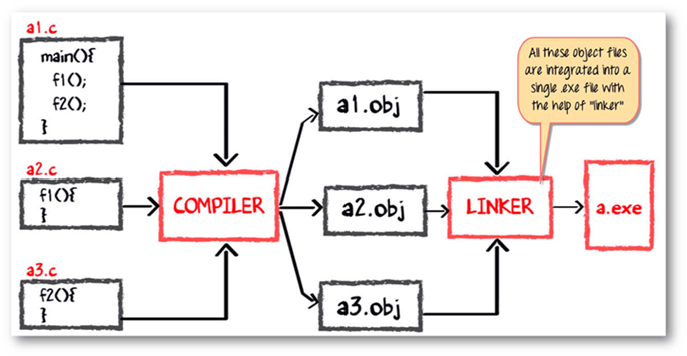 a1.c
main(){
f1();
f2();
}
a2.c
f1(){
}
a3.c
f2(){
}
COMPILER
a1.obj
a2.obj
a3.obj
LINKER
All these object files
are integrated into a
single .exe file with
the help of "linker"
a.exe